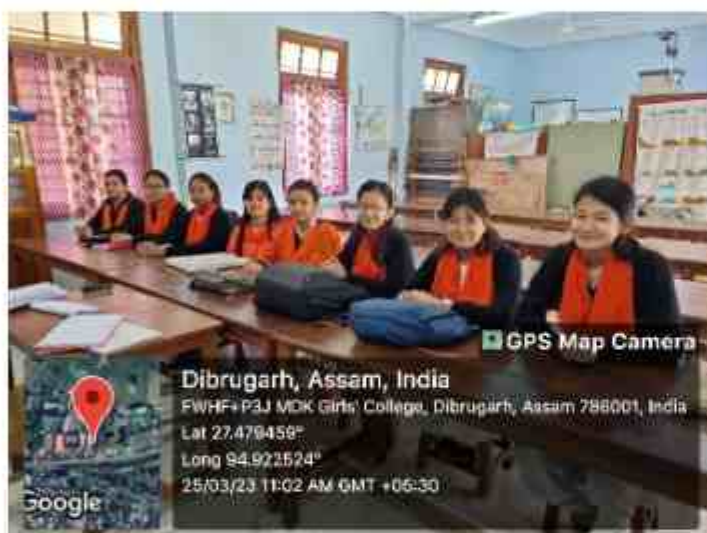 GPS Map Camera
Dibrugarh, Assam, India
FWHF+P3J MDK Girls' College, Dibrugarh, Assam 786001, India
Lat 27.479459°
Long 94.922524°
25/03/23 11:02 AM GMT +05:30
Google